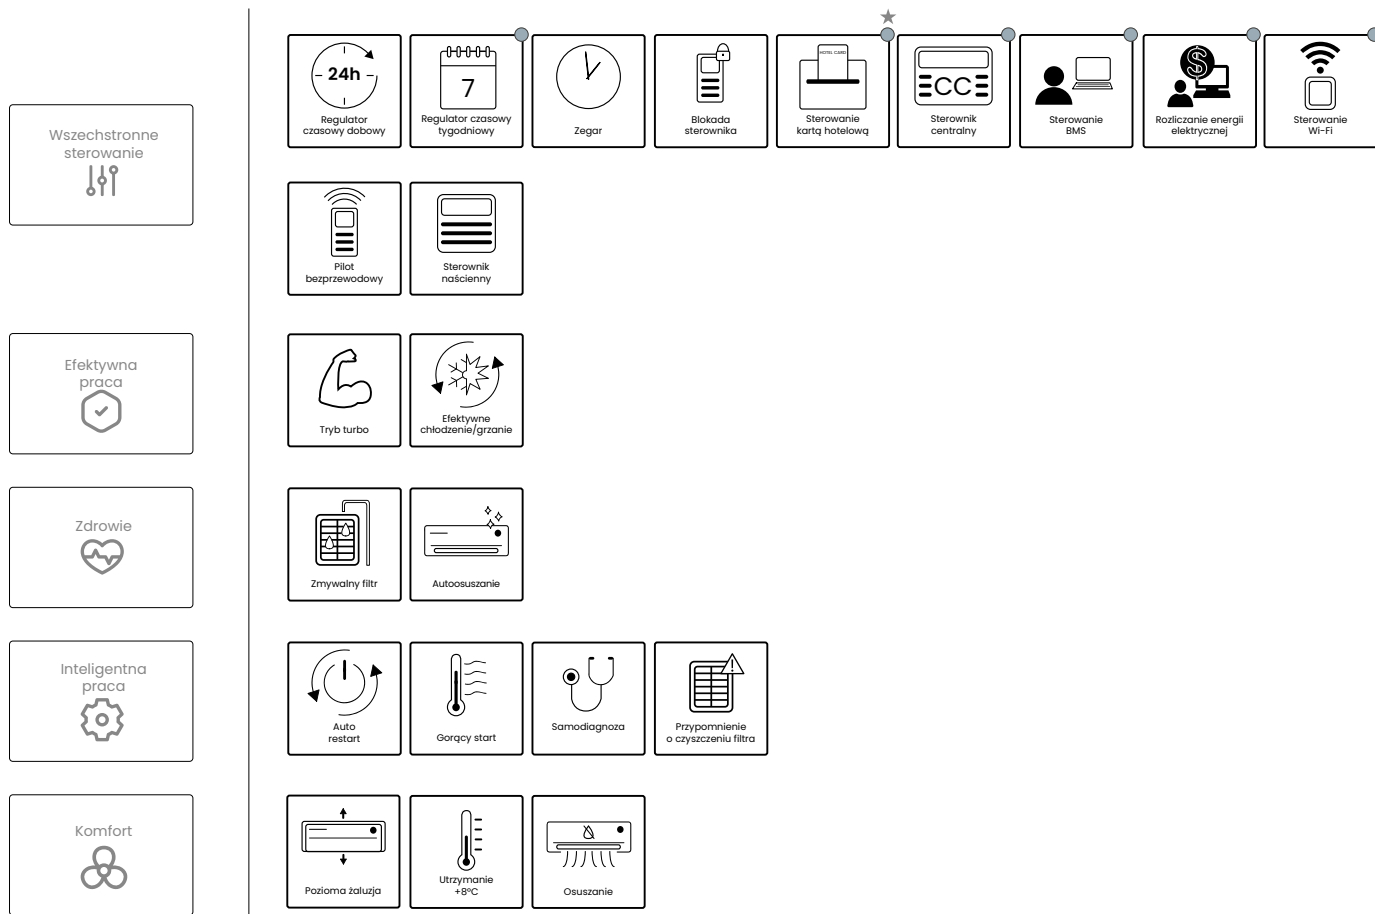 Wszechstronne
sterowanie
24h
Regulator
czasowy dobowy
7
Regulator czasowy
tygodniowy
Zegar
Blokada
sterownika
HOTEL CARD
Sterowanie
kartą hotelową
CC
Sterownik
centralny
Sterowanie
BMS
$
Rozliczanie energii
elektrycznej
Sterowanie
Wi-Fi
Pilot
bezprzewodowy
Sterownik
naścienny
Efektywna
praca
Tryb turbo
Efektywne
chłodzenie/grzanie
Zdrowie
Zmywalny filtr
Autoosuszanie
Inteligentna
praca
Auto
restart
Gorący start
Samodiagnoza
Przypomnienie
o czyszczeniu filtra
Komfort
Pozioma żaluzja
Utrzymanie
+8°C
Osuszanie